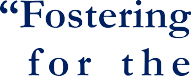 “Fostering
for the